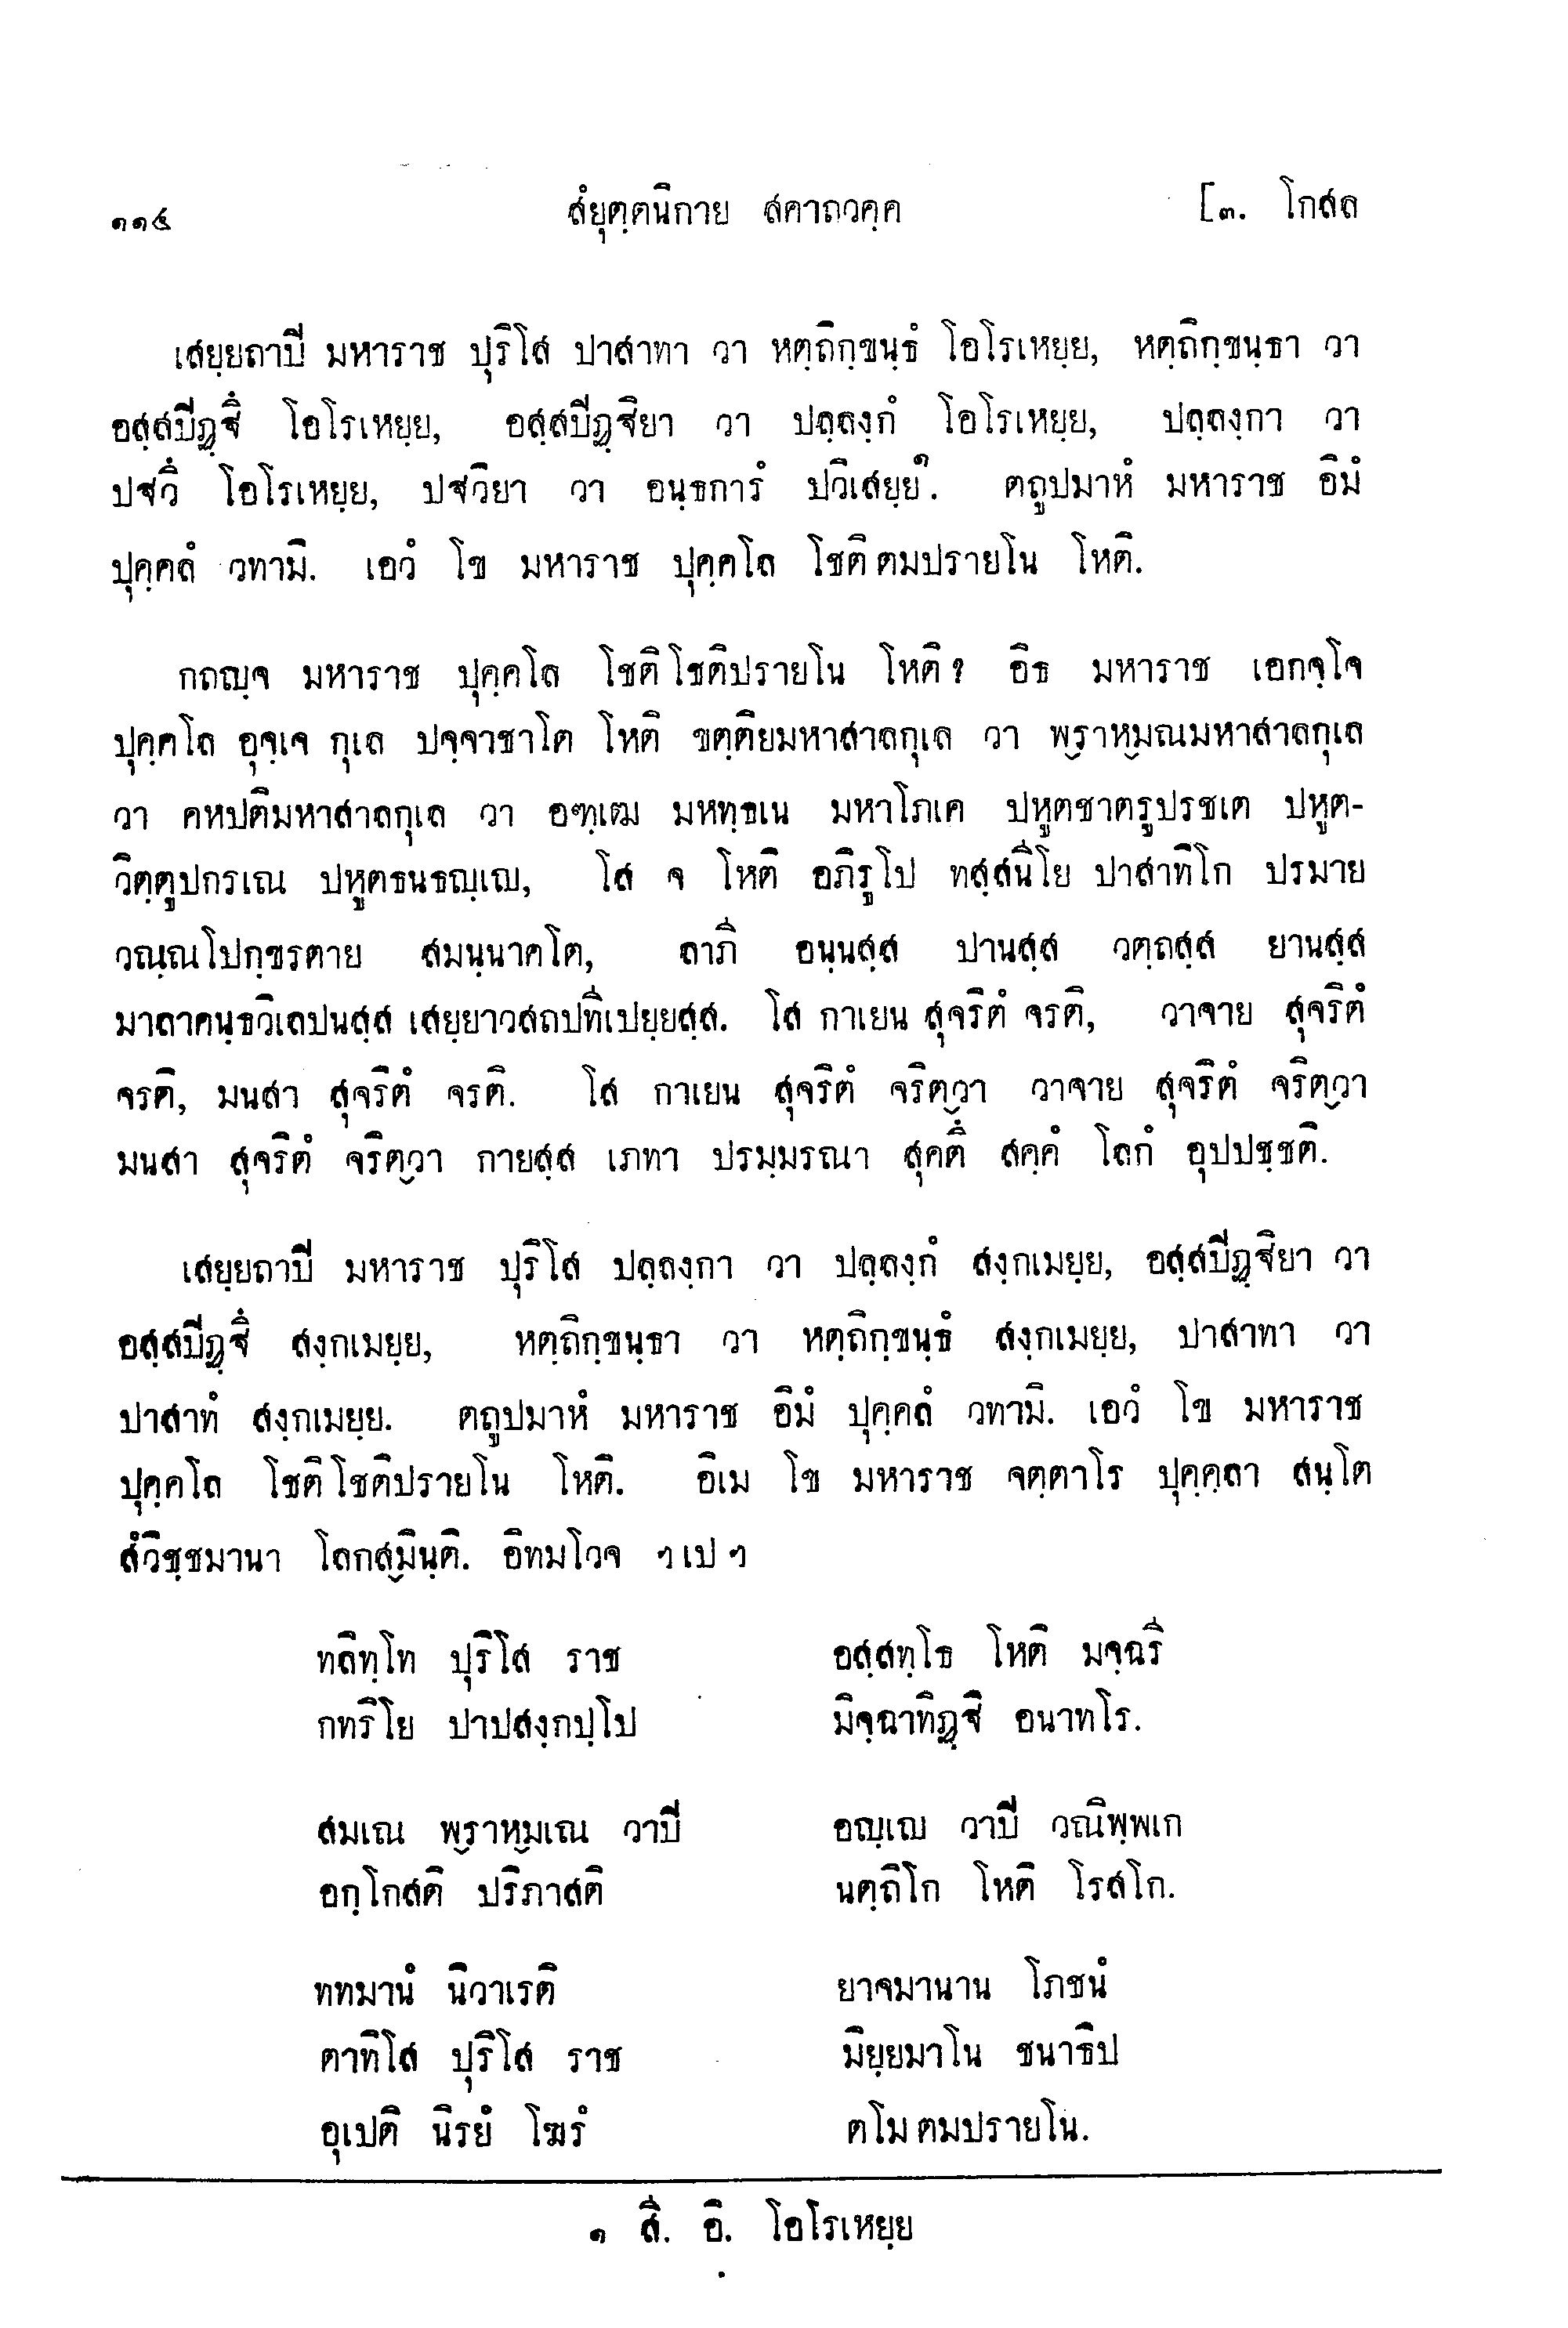 ๑๑๔ สํยุตฺตนิกาย สคาถวคฺค [๓. โกสล
เสยฺยถาปิ มหาราช ปุริโส ปาสาทา วา หตฺถิกฺขนฺธํ โอโรเหยฺย, หตฺถิกฺขนฺธา วา
อสฺสปิฏฺฐึ โอโรเหยฺย, อสฺสปิฏฺฐิยา วา ปลฺลงฺกํ โอโรเหยฺย, ปลฺลงฺกา วา
ปฐวึ โอโรเหยฺย, ปฐวิยา วา อนฺธการํ ปวิเสยฺย๑. ตถูปมาหํ มหาราช อิมํ
ปุคฺคลํ วทามิ. เอวํ โข มหาราช ปุคฺคโล โชติ ตมปรายโน โหติ.
กถญฺจ มหาราช ปุคฺคโล โชติ โชติปรายโน โหติ? อิธ มหาราช เอกจฺโจ
ปุคฺคโล อุจฺเจ กุเล ปจฺจาชาโต โหติ ขตฺติยมหาสาลกุเล วา พฺราหฺมณมหาสาลกุเล
วา คหปติมหาสาลกุเล วา อฑฺเฒ มหทฺธเน มหาโภเค ปหูตชาตรูปรชเต ปหูต-
วิตฺตูปกรเณ ปหูตธนธญฺเญ, โส จ โหติ อภิรูโป ทสฺสนีโย ปาสาทิโก ปรมาย
วณฺณโปกฺขรตาย สมนฺนาคโต, ลาภี อนฺนสฺส ปานสฺส วตฺถสฺส ยานสฺส
มาลาคนฺธวิเลปนสฺส เสยฺยาวสถปทีเปยฺยสฺส. โส กาเยน สุจริตํ จรติ, วาจาย สุจริตํ
จรติ, มนสา สุจริตํ จรติ. โส กาเยน สุจริตํ จริตฺวา วาจาย สุจริตํ จริตฺวา
มนสา สุจริตํ จริตฺวา กายสฺส เภทา ปรมฺมรณา สุคตึ สคฺคํ โลกํ อุปปชฺชติ.
เสยฺยถาปิ มหาราช ปุริโส ปลฺลงฺกา วา ปลฺลงฺกํ สงฺกเมยฺย, อสฺสปิฏฺฐิยา วา
อสฺสปิฏฺฐึ สงฺกเมยฺย, หตฺถิกฺขนฺธา วา หตฺถิกฺขนฺธํ สงฺกเมยฺย, ปาสาทา วา
ปาสาทํ สงฺกเมยฺย. ตถูปมาหํ มหาราช อิมํ ปุคฺคลํ วทามิ. เอวํ โข มหาราช
ปุคฺคโล โชติ โชติปรายโน โหติ. อิเม โข มหาราช จตฺตาโร ปุคฺคฺลา สนฺโต
สํวิชฺชมานา โลกสฺมินฺติ. อิทมโวจ ฯ เป ฯ
ทลิทฺโท ปุริโส ราช อสฺสทฺโธ โหติ มจฺฉรี
กทริโย ปาปสงฺกปฺโป มิจฺฉาทิฏฺฐี อนาทโร.
สมเณ พฺราหฺมเณ วาปิ อญฺเญ วาปิ วณิพฺพเก
อกฺโกสติ ปริภาสติ นตฺถิโก โหติ โรสโก.
ททมานํ นิวาเรติ ยาจมานาน โภชนํ
ตาทิโส ปุริโส ราช มิยฺยมาโน ชนาธิป
อุเปติ นิรยํ โฆรํ ตโม ตมปรายโน.
๑ สี. อิ. โอโรเหยฺย